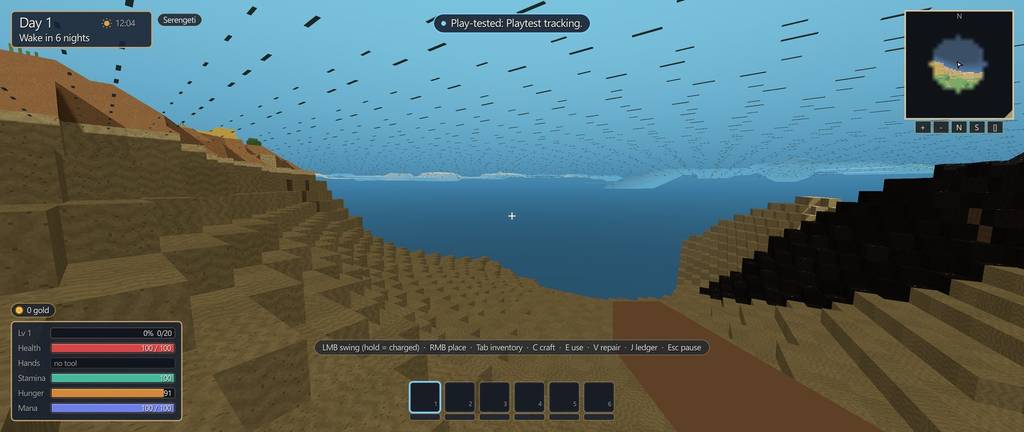 Day 1
12:04
Wake in 6 nights
Serengeti
Play-tested: Playtest tracking.
N
+ - N S []
0 gold
Lv 1 0% 0/20
Health 100 / 100
Hands no tool
Stamina 100
Hunger 91
Mana 100 / 100
LMB swing (hold = charged) · RMB place · Tab inventory · C craft · E use · V repair · J ledger · Esc pause
1 2 3 4 5 6